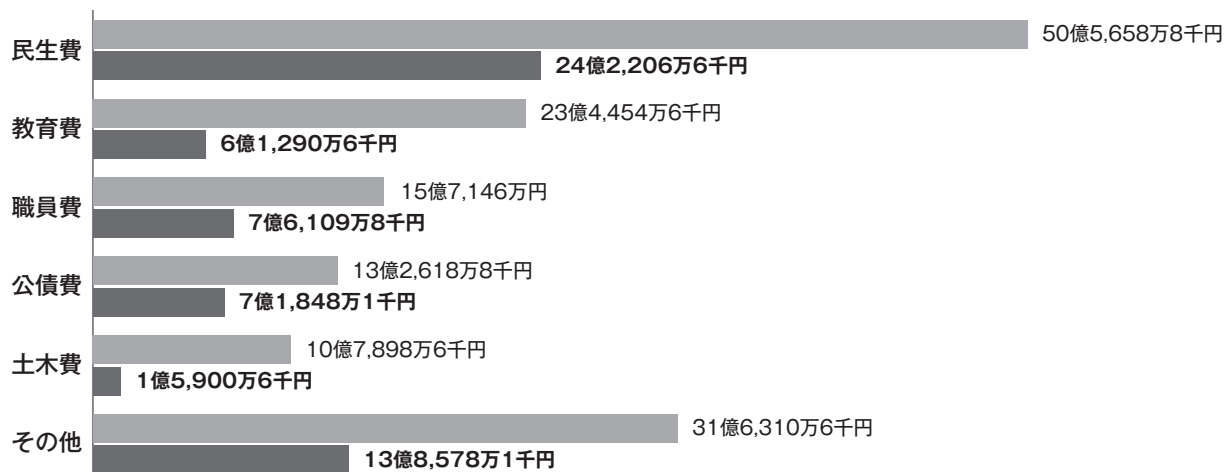 民生費
50億5,658万8千円
24億2,206万6千円
教育費
23億4,454万6千円
6億1,290万6千円
職員費
15億7,146万円
7億6,109万8千円
公債費
13億2,618万8千円
7億1,848万1千円
土木費
10億7,898万6千円
1億5,900万6千円
その他
31億6,310万6千円
13億8,578万1千円